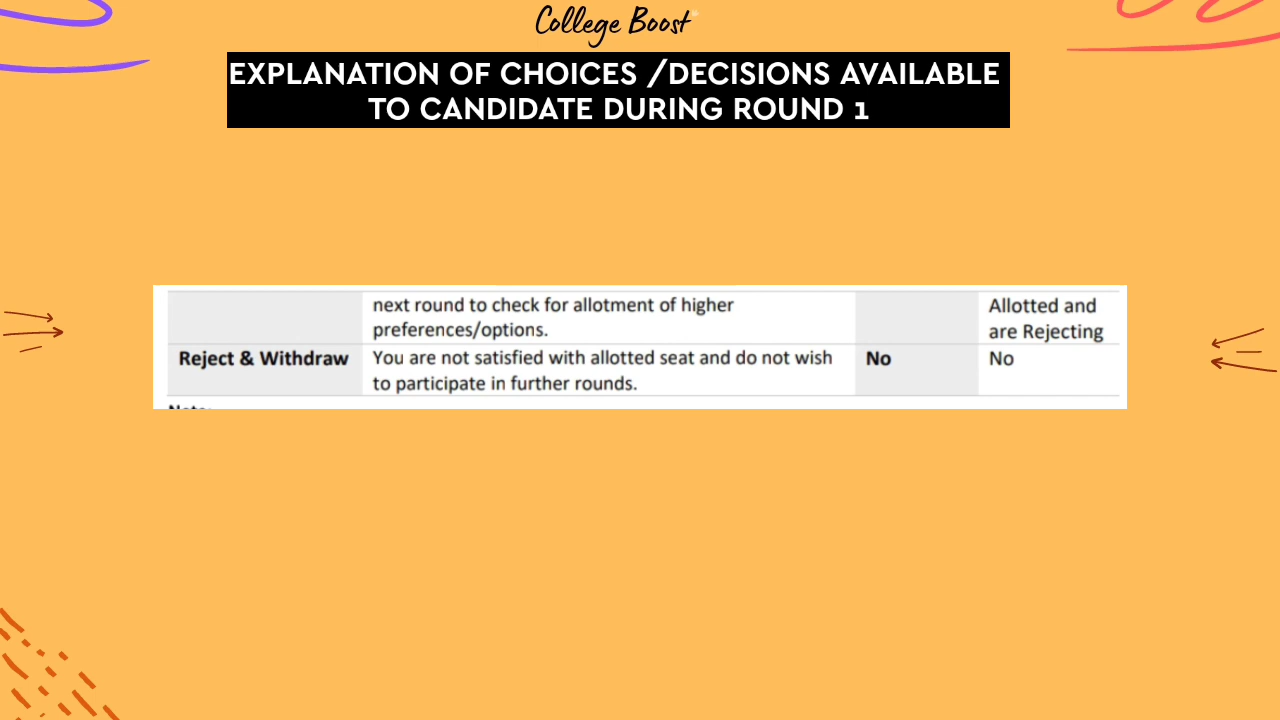 College Boost
EXPLANATION OF CHOICES /DECISIONS AVAILABLE
TO CANDIDATE DURING ROUND 1
next round to check for allotment of higher Allotted and
preferences/options. are Rejecting
Reject & Withdraw You are not satisfied with allotted seat and do not wish No No
to participate in further rounds.